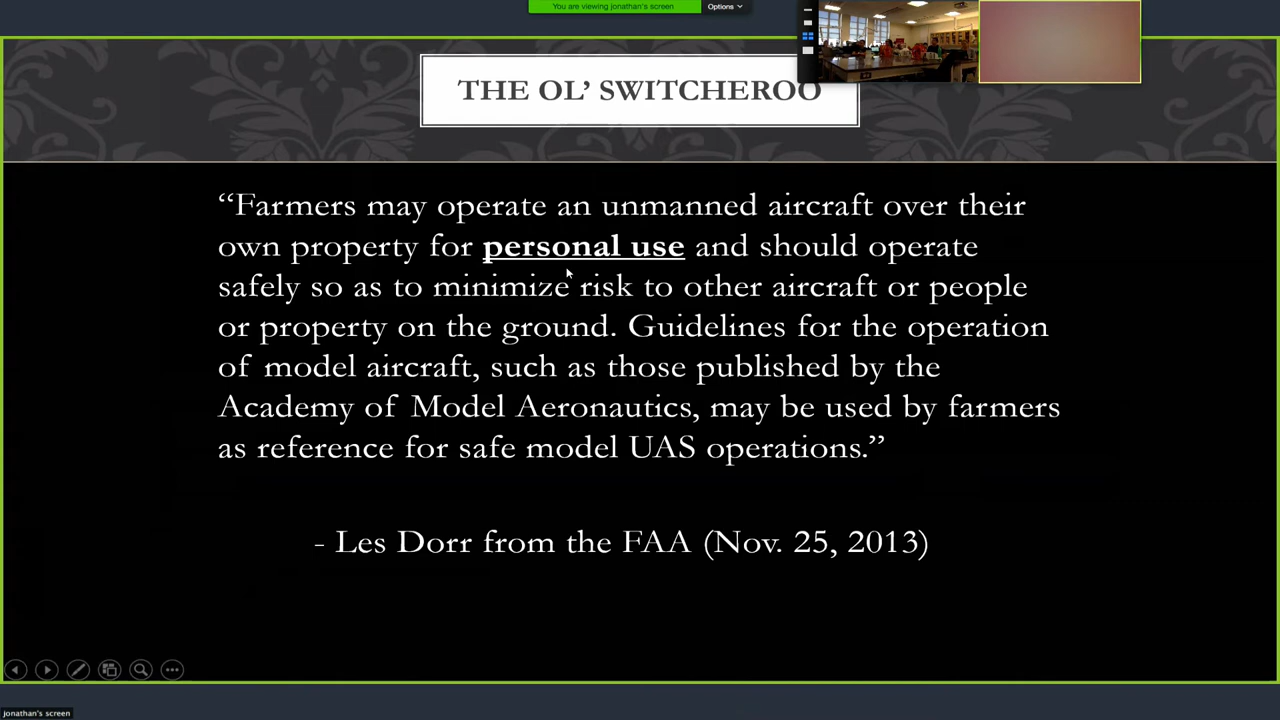 You are viewing jonathan's screen
Options
THE OL’ SWITCHEROO
“Farmers may operate an unmanned aircraft over their
own property for personal use and should operate
safely so as to minimize risk to other aircraft or people
or property on the ground. Guidelines for the operation
of model aircraft, such as those published by the
Academy of Model Aeronautics, may be used by farmers
as reference for safe model UAS operations.”
- Les Dorr from the FAA (Nov. 25, 2013)
jonathan's screen